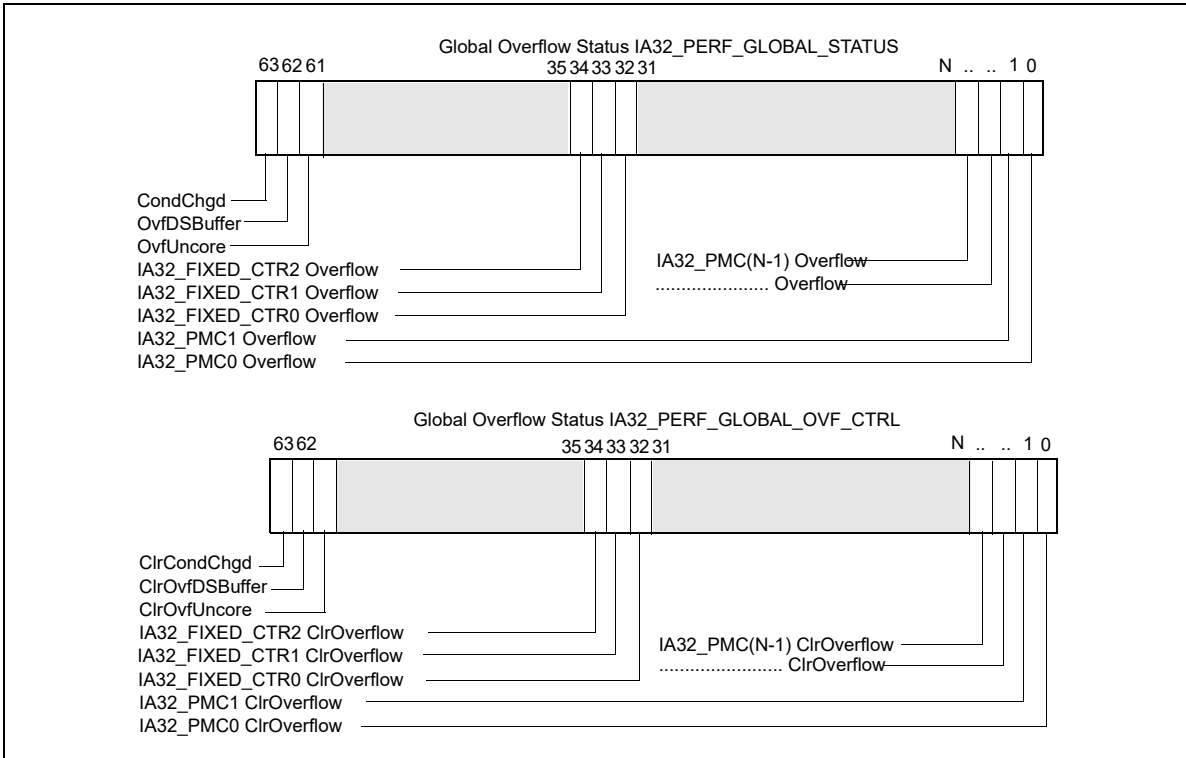 Global Overflow Status IA32_PERF_GLOBAL_STATUS
63 62 61 35 34 33 32 31 N .. .. 1 0
CondChgd
OvfDSBuffer
OvfUncore
IA32_FIXED_CTR2 Overflow
IA32_PMC(N-1) Overflow
IA32_FIXED_CTR1 Overflow
...................... Overflow
IA32_FIXED_CTR0 Overflow
IA32_PMC1 Overflow
IA32_PMC0 Overflow
Global Overflow Status IA32_PERF_GLOBAL_OVF_CTRL
63 62 35 34 33 32 31 N .. .. 1 0
ClrCondChgd
ClrOvfDSBuffer
ClrOvfUncore
IA32_FIXED_CTR2 ClrOverflow
IA32_PMC(N-1) ClrOverflow
IA32_FIXED_CTR1 ClrOverflow
........................ ClrOverflow
IA32_FIXED_CTR0 ClrOverflow
IA32_PMC1 ClrOverflow
IA32_PMC0 ClrOverflow